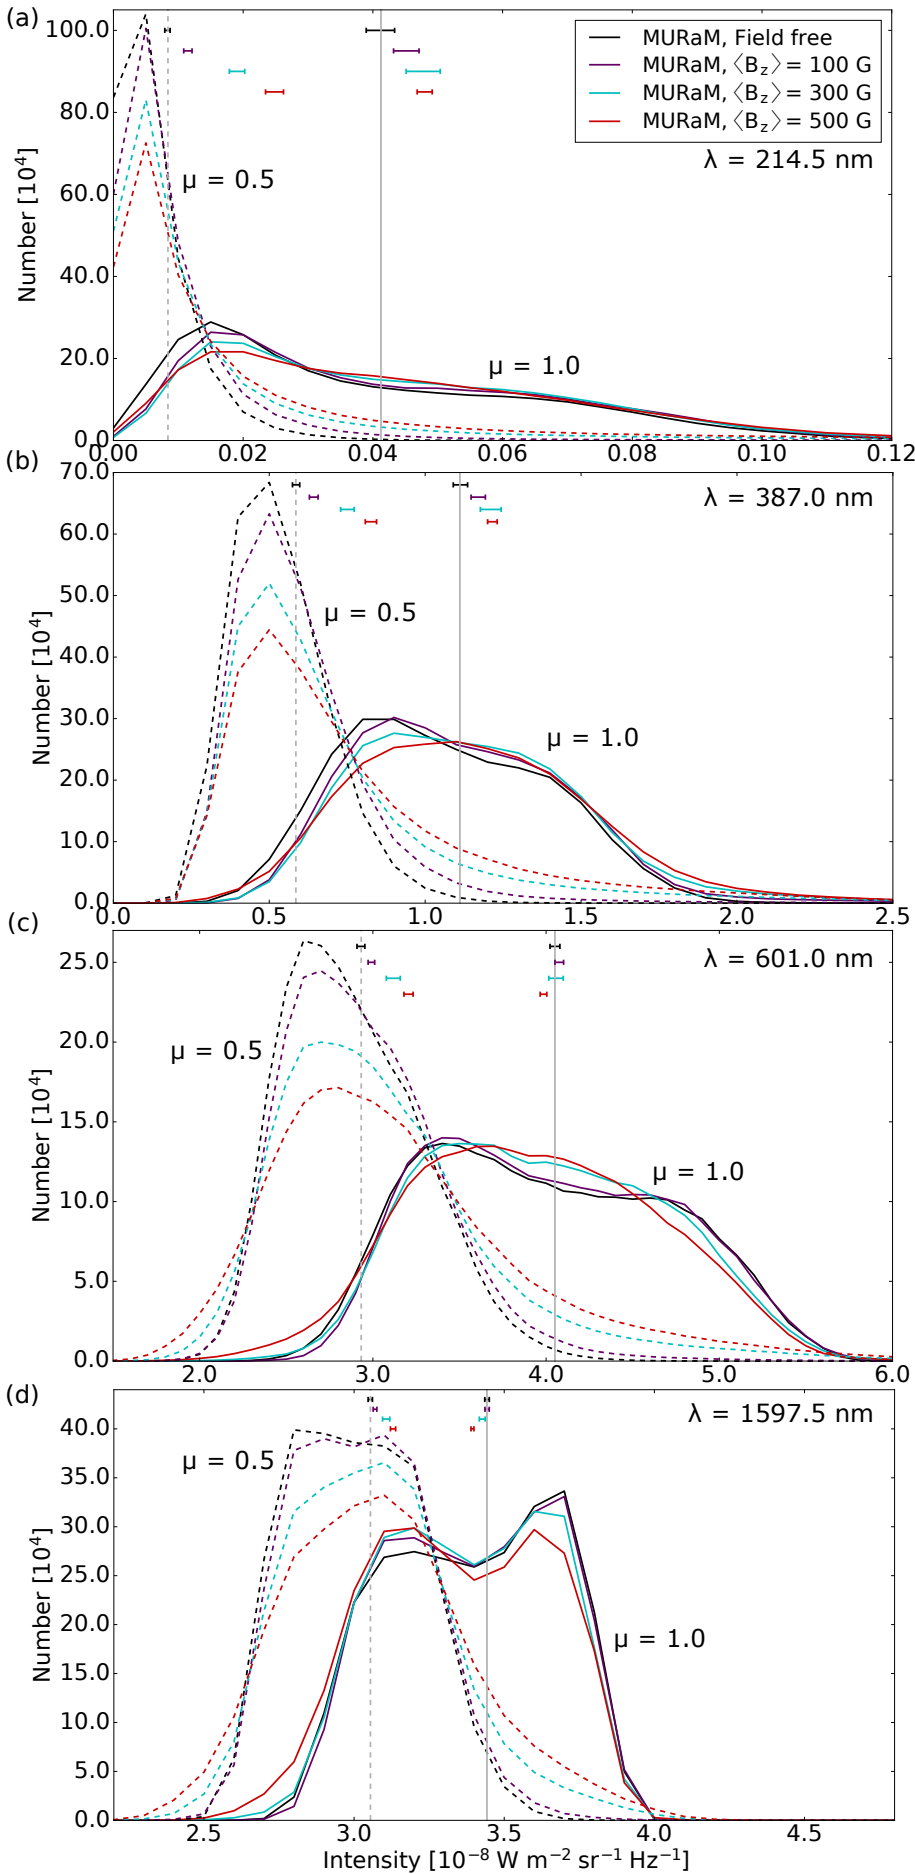 (a)
100.0
80.0
60.0
40.0
20.0
0.0
Number [10⁴]
MURaM, Field free
MURaM, ⟨B_z⟩ = 100 G
MURaM, ⟨B_z⟩ = 300 G
MURaM, ⟨B_z⟩ = 500 G
λ = 214.5 nm
μ = 0.5
μ = 1.0
0.00 0.02 0.04 0.06 0.08 0.10 0.12
(b)
70.0
60.0
50.0
40.0
30.0
20.0
10.0
0.0
Number [10⁴]
λ = 387.0 nm
μ = 0.5
μ = 1.0
0.0 0.5 1.0 1.5 2.0 2.5
(c)
25.0
20.0
15.0
10.0
5.0
0.0
Number [10⁴]
λ = 601.0 nm
μ = 0.5
μ = 1.0
2.0 3.0 4.0 5.0 6.0
(d)
40.0
35.0
30.0
25.0
20.0
15.0
10.0
5.0
0.0
Number [10⁴]
λ = 1597.5 nm
μ = 0.5
μ = 1.0
2.5 3.0 3.5 4.0 4.5
Intensity [10⁻⁸ W m⁻² sr⁻¹ Hz⁻¹]